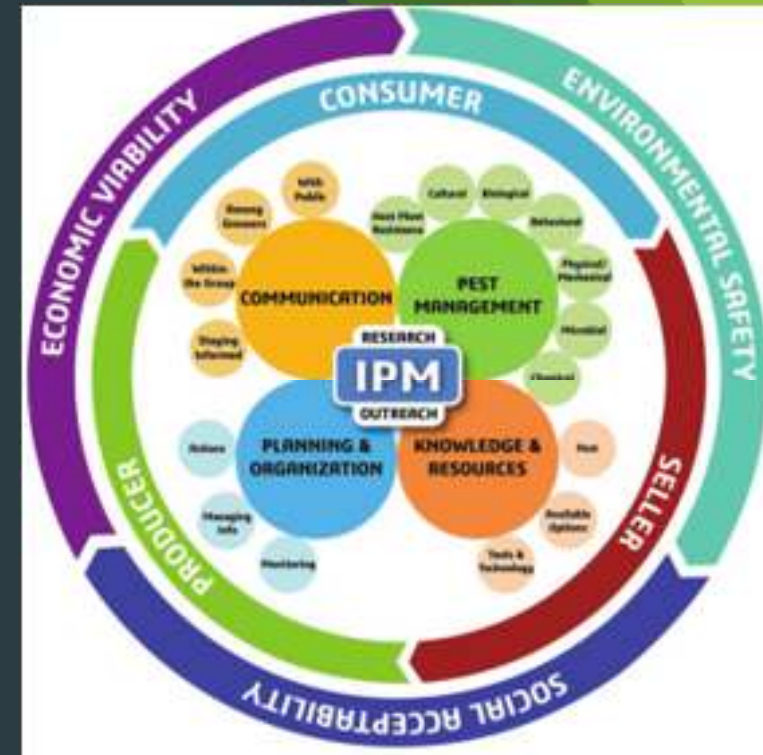 ECONOMIC VIABILITY
ENVIRONMENTAL SAFETY
SOCIAL ACCEPTABILITY
CONSUMER
PRODUCER
SELLER
With
Public
Among
Growers
Within
the Group
Staying
Informed
COMMUNICATION
Host Plant
Resistance
Cultural
Biological
Behavioral
Physical/
Mechanical
Microbial
Chemical
PEST
MANAGEMENT
RESEARCH
IPM
OUTREACH
PLANNING &
ORGANIZATION
Actions
Managing
Info
Monitoring
KNOWLEDGE &
RESOURCES
Pest
Available
Options
Tools &
Technology